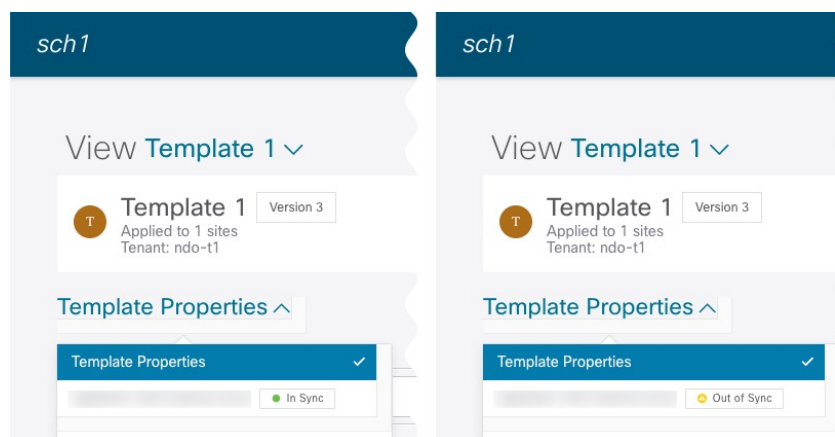 sch1
View Template 1
T
Template 1 Version 3
Applied to 1 sites
Tenant: ndo-t1
Template Properties
Template Properties
In Sync
sch1
View Template 1
T
Template 1 Version 3
Applied to 1 sites
Tenant: ndo-t1
Template Properties
Template Properties
Out of Sync